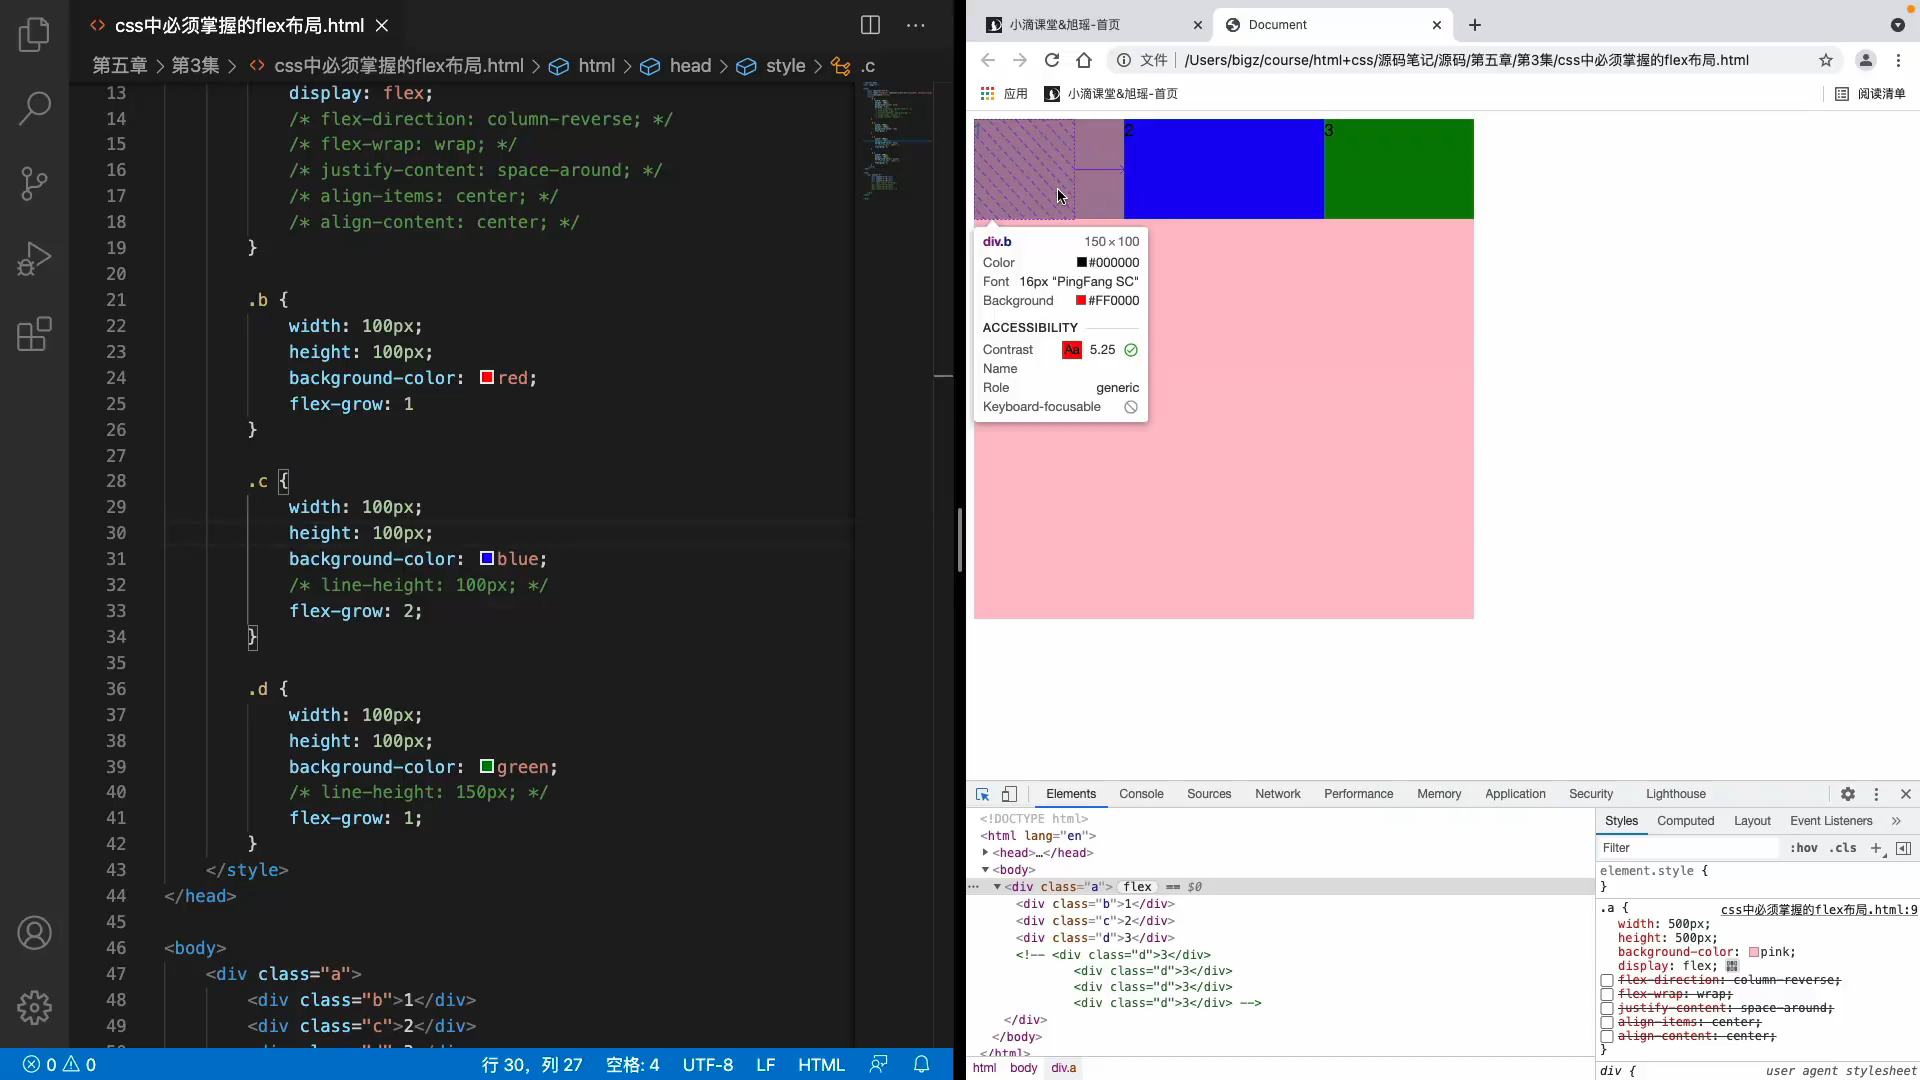 css中必须掌握的flex布局.html
第五章 > 第3集 > css中必须掌握的flex布局.html > html > head > style > .c
13 display: flex;
14 /* flex-direction: column-reverse; */
15 /* flex-wrap: wrap; */
16 /* justify-content: space-around; */
17 /* align-items: center; */
18 /* align-content: center; */
19 }
20
21 .b {
22 width: 100px;
23 height: 100px;
24 background-color: red;
25 flex-grow: 1
26 }
27
28 .c {
29 width: 100px;
30 height: 100px;
31 background-color: blue;
32 /* line-height: 100px; */
33 flex-grow: 2;
34 }
35
36 .d {
37 width: 100px;
38 height: 100px;
39 background-color: green;
40 /* line-height: 150px; */
41 flex-grow: 1;
42 }
43 </style>
44 </head>
45
46 <body>
47 <div class="a">
48 <div class="b">1</div>
49 <div class="c">2</div>
0 0
行 30，列 27 空格: 4 UTF-8 LF HTML
小滴课堂&旭瑶-首页
Document
文件 | /Users/bigz/course/html+css/源码笔记/源码/第五章/第3集/css中必须掌握的flex布局.html
应用 小滴课堂&旭瑶-首页 阅读清单
1 2 3
div.b 150 × 100
Color #000000
Font 16px "PingFang SC"
Background #FF0000
ACCESSIBILITY
Contrast Aa 5.25
Name
Role generic
Keyboard-focusable
Elements Console Sources Network Performance Memory Application Security Lighthouse
<!DOCTYPE html>
<html lang="en">
<head>…</head>
<body>
<div class="a"> flex == $0
<div class="b">1</div>
<div class="c">2</div>
<div class="d">3</div>
<!-- <div class="d">3</div>
<div class="d">3</div>
<div class="d">3</div>
<div class="d">3</div> -->
</div>
</body>
</html>
html body div.a
Styles Computed Layout Event Listeners »
Filter :hov .cls +
element.style {
}
.a { css中必须掌握的flex布局.html:9
width: 500px;
height: 500px;
background-color: pink;
display: flex;
flex-direction: column-reverse;
flex-wrap: wrap;
justify-content: space-around;
align-items: center;
align-content: center;
}
div { user agent stylesheet